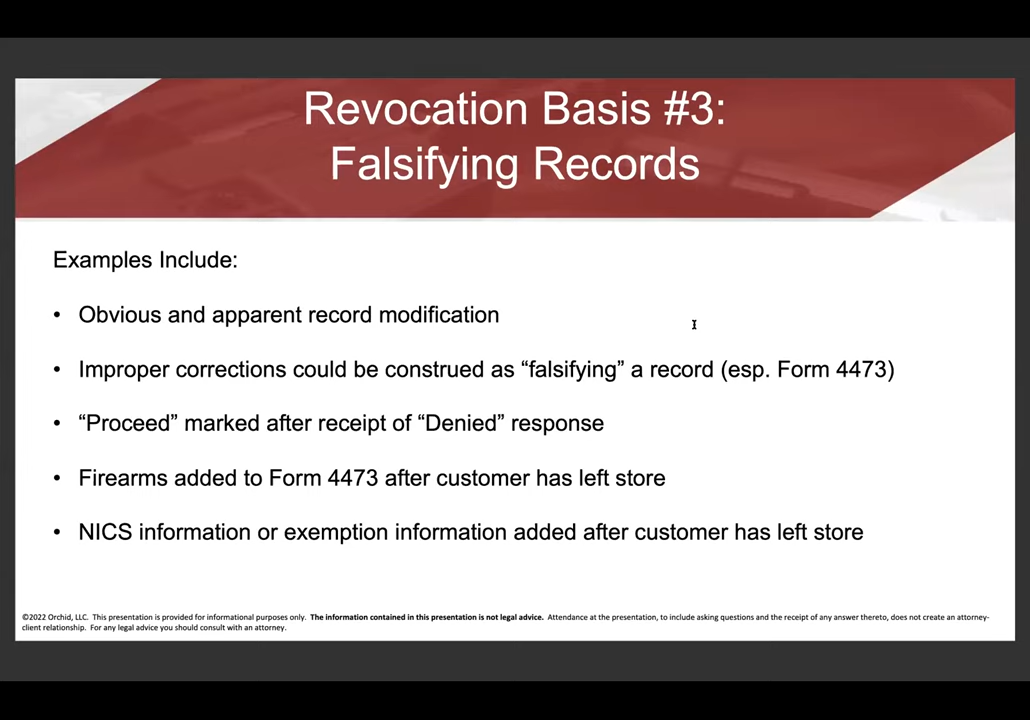 Revocation Basis #3:
Falsifying Records
Examples Include:
• Obvious and apparent record modification
• Improper corrections could be construed as “falsifying” a record (esp. Form 4473)
• “Proceed” marked after receipt of “Denied” response
• Firearms added to Form 4473 after customer has left store
• NICS information or exemption information added after customer has left store
©2022 Orchid, LLC. This presentation is provided for informational purposes only. The information contained in this presentation is not legal advice. Attendance at the presentation, to include asking questions and the receipt of any answer thereto, does not create an attorney-
client relationship. For any legal advice you should consult with an attorney.